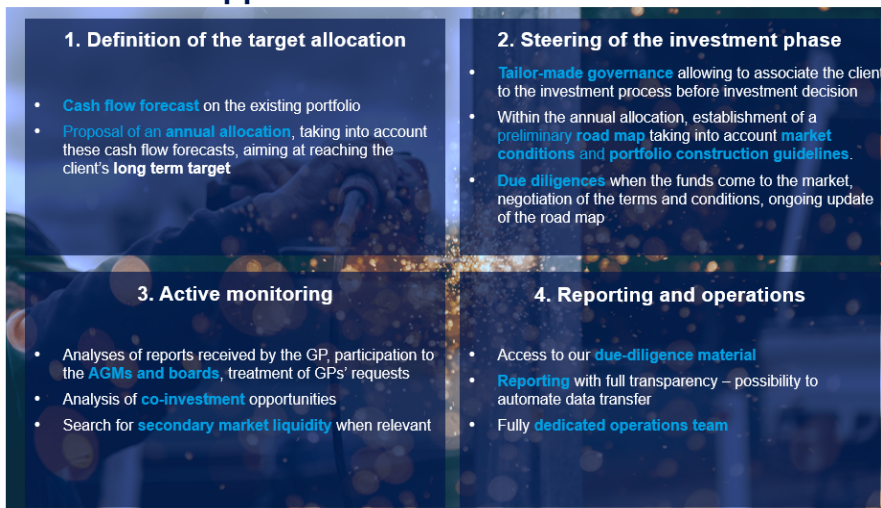 1. Definition of the target allocation
• Cash flow forecast on the existing portfolio
• Proposal of an annual allocation, taking into account
these cash flow forecasts, aiming at reaching the
client's long term target
2. Steering of the investment phase
• Tailor-made governance allowing to associate the client
to the investment process before investment decision
• Within the annual allocation, establishment of a
preliminary road map taking into account market
conditions and portfolio construction guidelines.
• Due diligences when the funds come to the market,
negotiation of the terms and conditions, ongoing update
of the road map
3. Active monitoring
• Analyses of reports received by the GP, participation to
the AGMs and boards, treatment of GPs' requests
• Analysis of co-investment opportunities
• Search for secondary market liquidity when relevant
4. Reporting and operations
• Access to our due-diligence material
• Reporting with full transparency – possibility to
automate data transfer
• Fully dedicated operations team